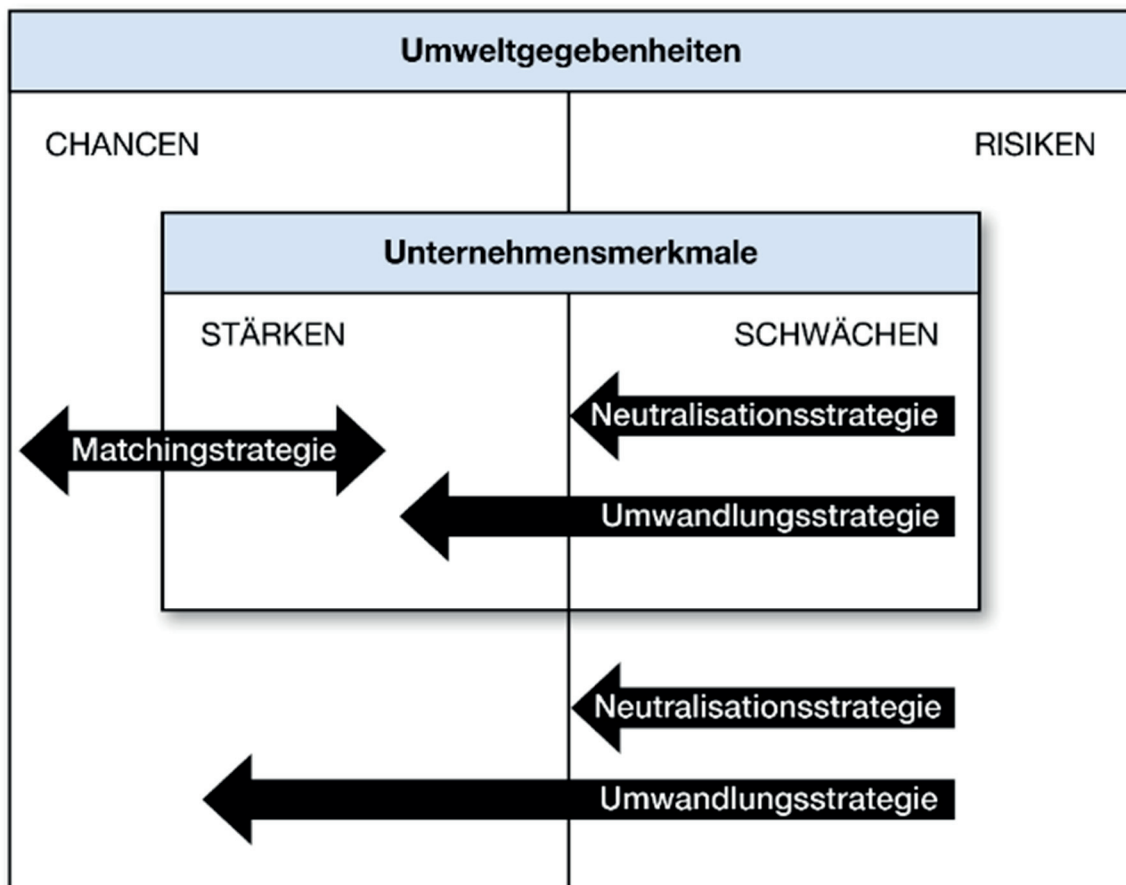 Umweltgegebenheiten
CHANCEN
RISIKEN
Unternehmensmerkmale
STÄRKEN
SCHWÄCHEN
Neutralisationsstrategie
Matchingstrategie
Umwandlungsstrategie
Neutralisationsstrategie
Umwandlungsstrategie